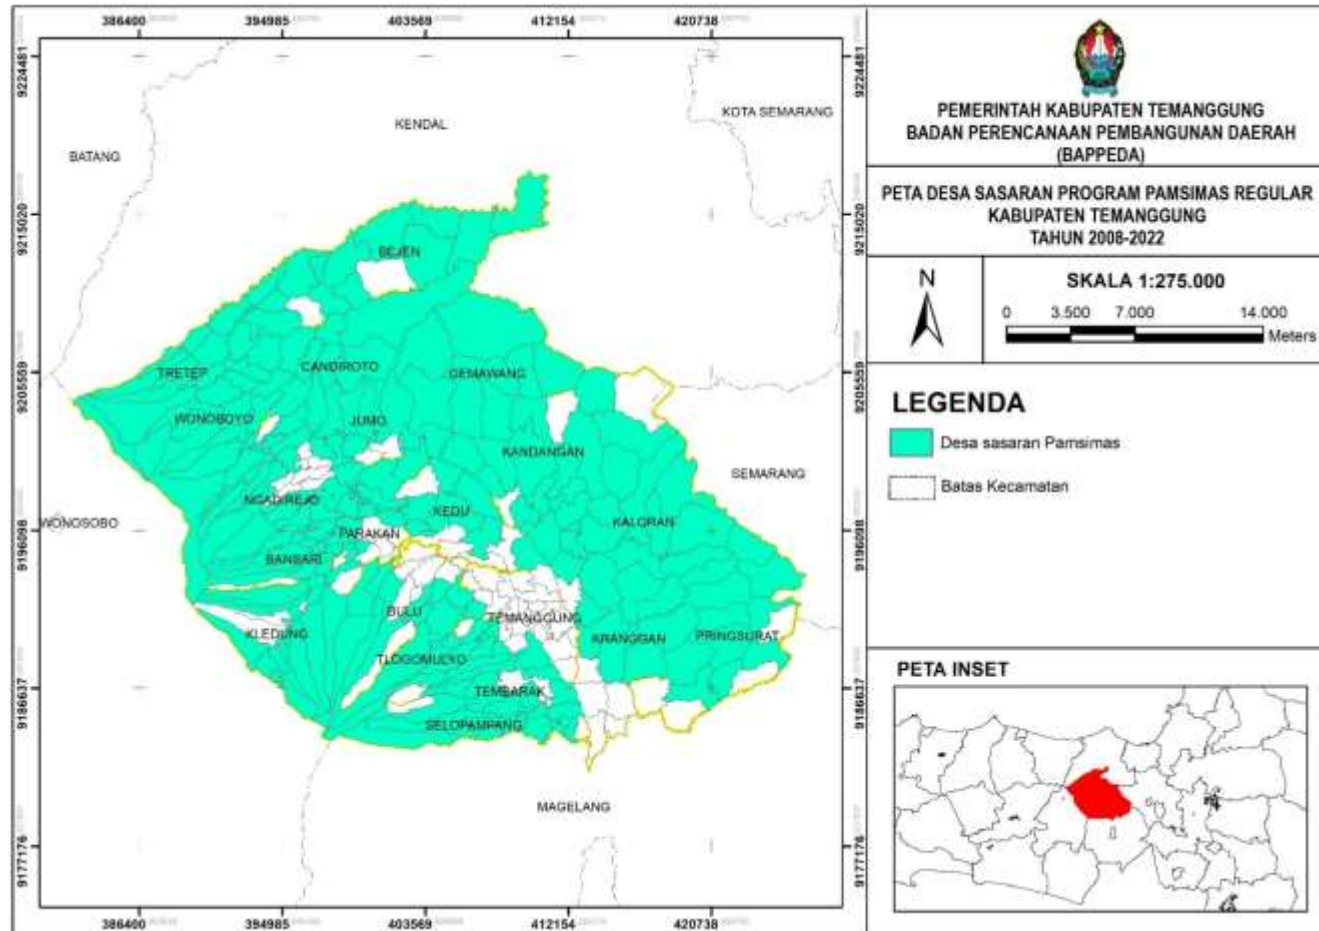 386400 394985 403569 412154 420738
9224481 9224481
KENDAL
KOTA SEMARANG
BATANG
9215020 9215020
BEJEN
TRETEP
CANDIROTO
GEMAWANG
9205559 9205559
WONOBOYO
JUMO
KANDANGAN
SEMARANG
NGADIREJO
KEDU
KALORAN
WONOSOBO
PARAKAN
9196098 9196098
BANSARI
BULU
TEMANGGUNG
KLEDUNG
KRANGGAN
PRINGSURAT
TLOGOMULYO
TEMBARAK
9186637 9186637
SELOPAMPANG
MAGELANG
9177176 9177176
386400 394985 403569 412154 420738
PEMERINTAH KABUPATEN TEMANGGUNG
BADAN PERENCANAAN PEMBANGUNAN DAERAH
(BAPPEDA)
PETA DESA SASARAN PROGRAM PAMSIMAS REGULAR
KABUPATEN TEMANGGUNG
TAHUN 2008-2022
N
SKALA 1:275.000
0 3.500 7.000 14.000
Meters
LEGENDA
Desa sasaran Pamsimas
Batas Kecamatan
PETA INSET